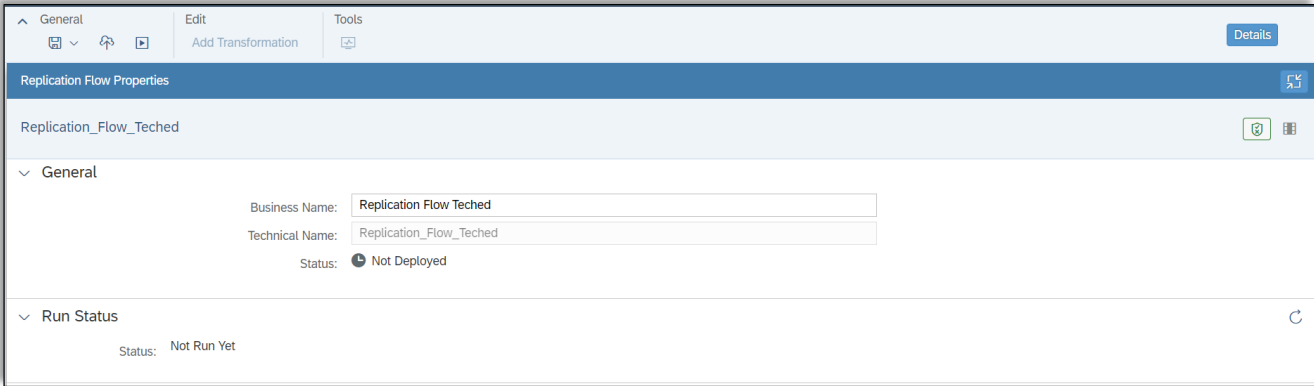 General Edit Tools
Add Transformation
Details
Replication Flow Properties
Replication_Flow_Teched
General
Business Name: Replication Flow Teched
Technical Name: Replication_Flow_Teched
Status: Not Deployed
Run Status
Status: Not Run Yet